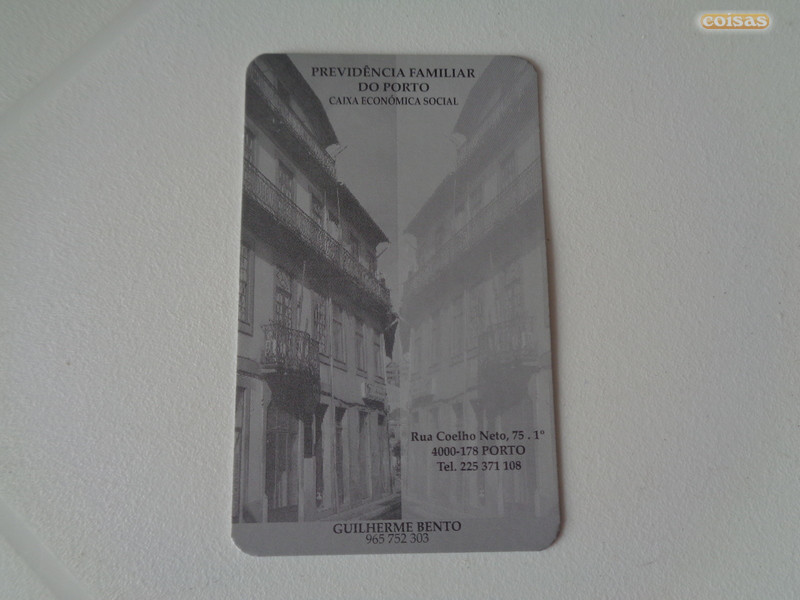 coisas
PREVIDÊNCIA FAMILIAR
DO PORTO
CAIXA ECONÓMICA SOCIAL
Rua Coelho Neto, 75 . 1ª
4000-178 PORTO
Tel. 225 371 108
GUILHERME BENTO
965 752 303